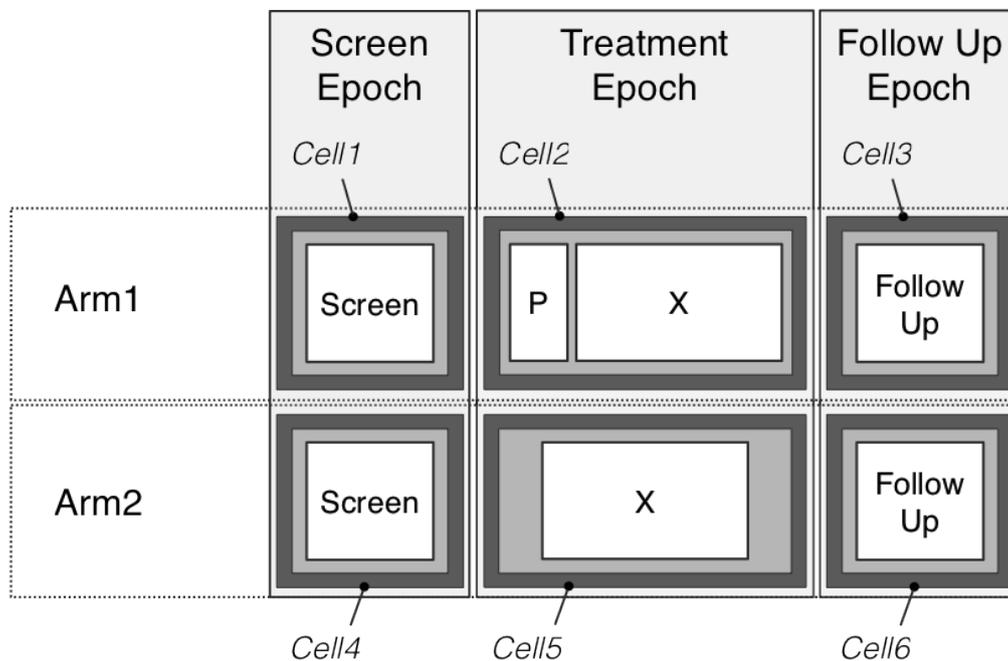 Screen
Epoch
Treatment
Epoch
Follow Up
Epoch
Cell1
Cell2
Cell3
Arm1
Screen
P
X
Follow
Up
Arm2
Screen
X
Follow
Up
Cell4
Cell5
Cell6